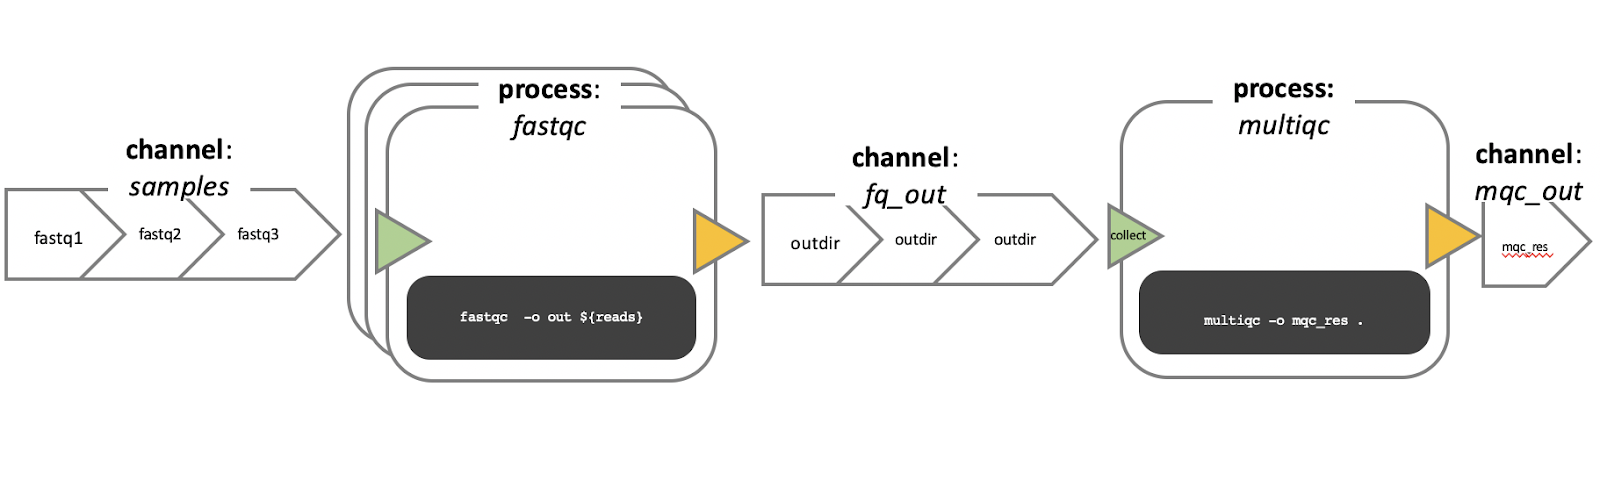 channel:
samples
fastq1
fastq2
fastq3
process:
fastqc
fastqc -o out ${reads}
channel:
fq_out
outdir
outdir
outdir
process:
multiqc
collect
multiqc -o mqc_res .
channel:
mqc_out
mqc_res